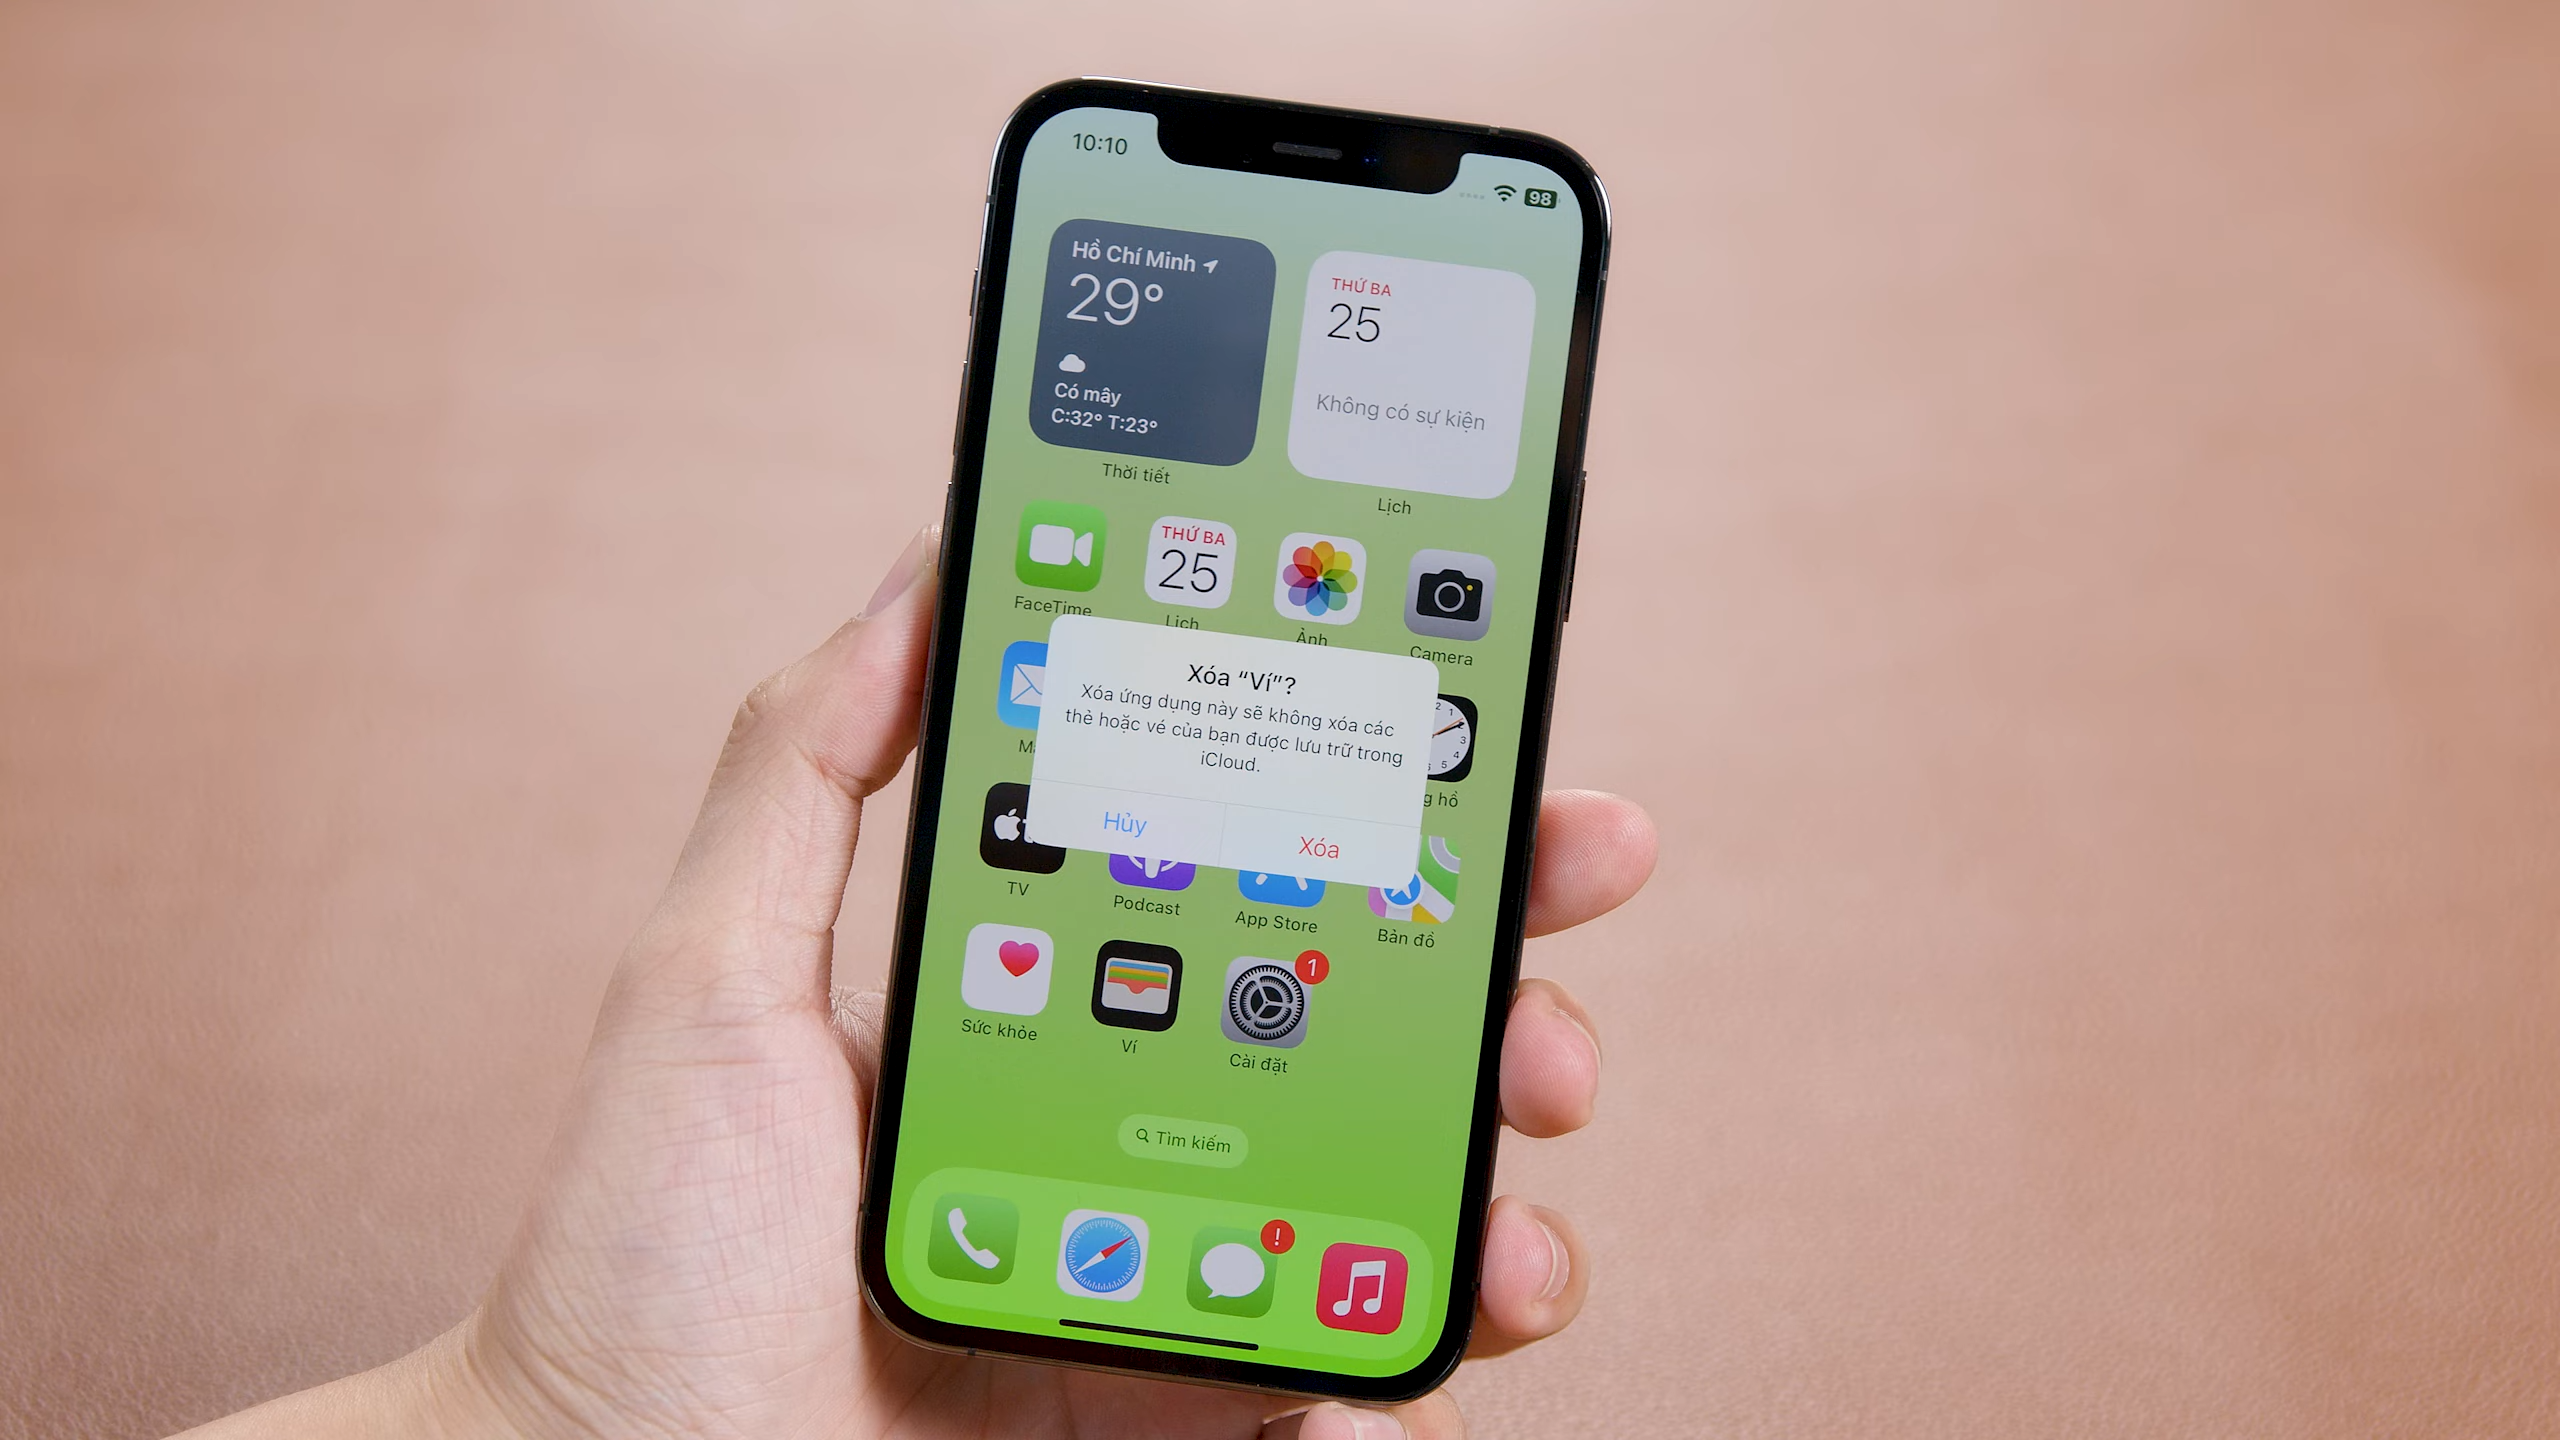 10:10
98
Hồ Chí Minh
29°
Có mây
C:32° T:23°
Thời tiết
THỨ BA
25
Không có sự kiện
Lịch
THỨ BA
25
FaceTime
Lịch
Ảnh
Camera
Xóa “Ví”?
Xóa ứng dụng này sẽ không xóa các
thẻ hoặc vé của bạn được lưu trữ trong
iCloud.
Hủy
Xóa
TV
Podcast
App Store
Bản đồ
1
Sức khỏe
Ví
Cài đặt
Tìm kiếm
!